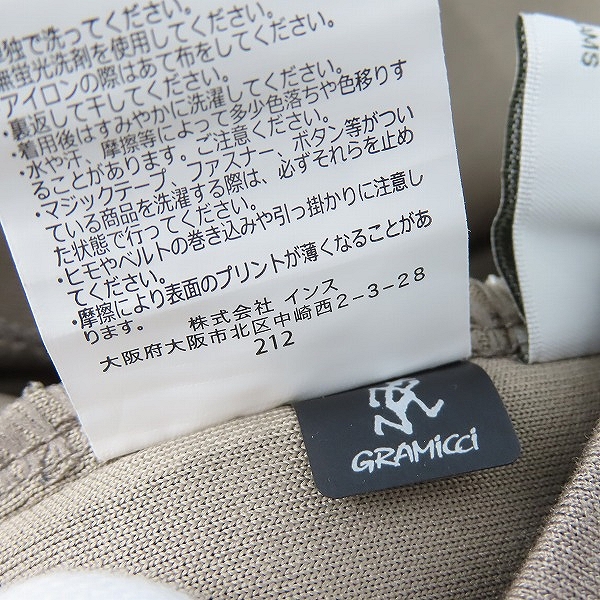 独で洗ってください。
無蛍光洗剤を使用してください。
アイロンの際はあて布をしてください。
・裏返して干してください。
・着用後はすみやかに洗濯してください。
・水や汗、摩擦等によって多少色落ちや色移りす
ることがあります。ご注意ください。
・マジックテープ、ファスナー、ボタン等がつい
ている商品を洗濯する際は、必ずそれらを止め
た状態で行ってください。
・ヒモやベルトの巻き込みや引っ掛かりに注意し
てください。
・摩擦により表面のプリントが薄くなることがあ
ります。
株式会社 インス
大阪府大阪市北区中崎西2-3-28
212
GRAMicci